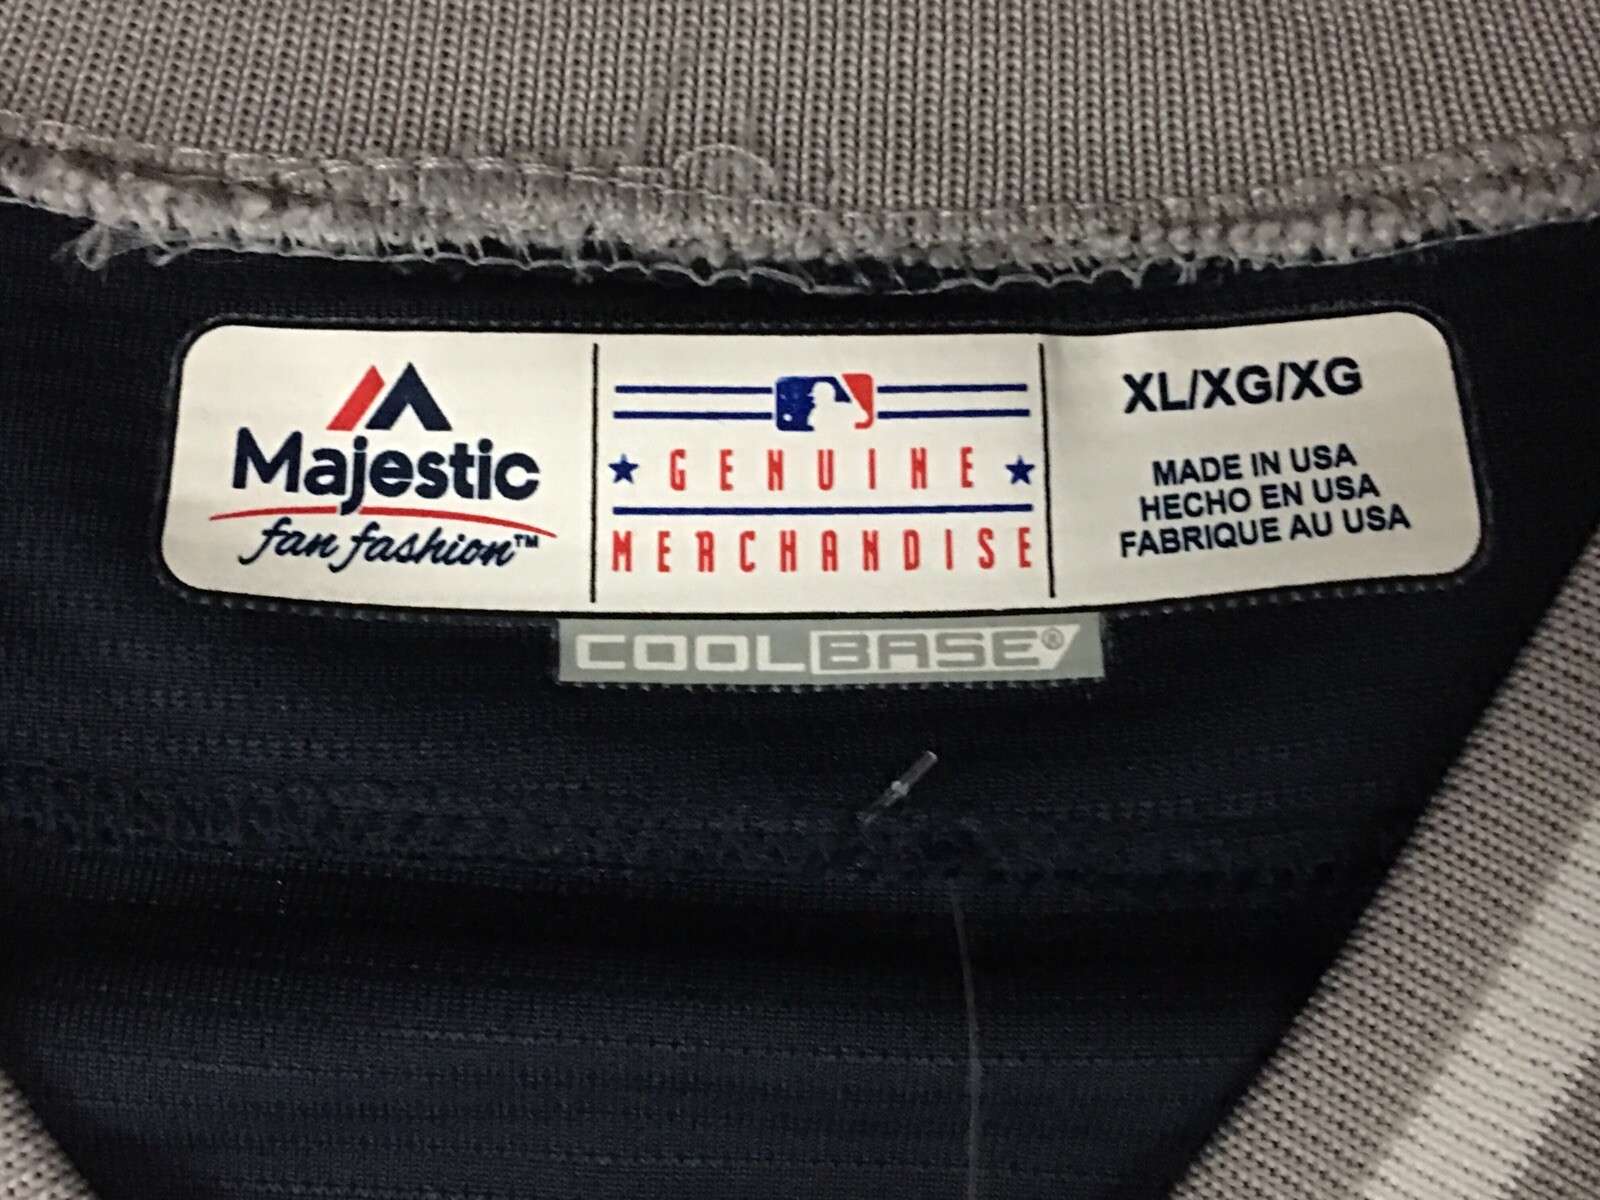 Majestic
fan fashion™
GENUINE
MERCHANDISE
XL/XG/XG
MADE IN USA
HECHO EN USA
FABRIQUE AU USA
COOLBASE®